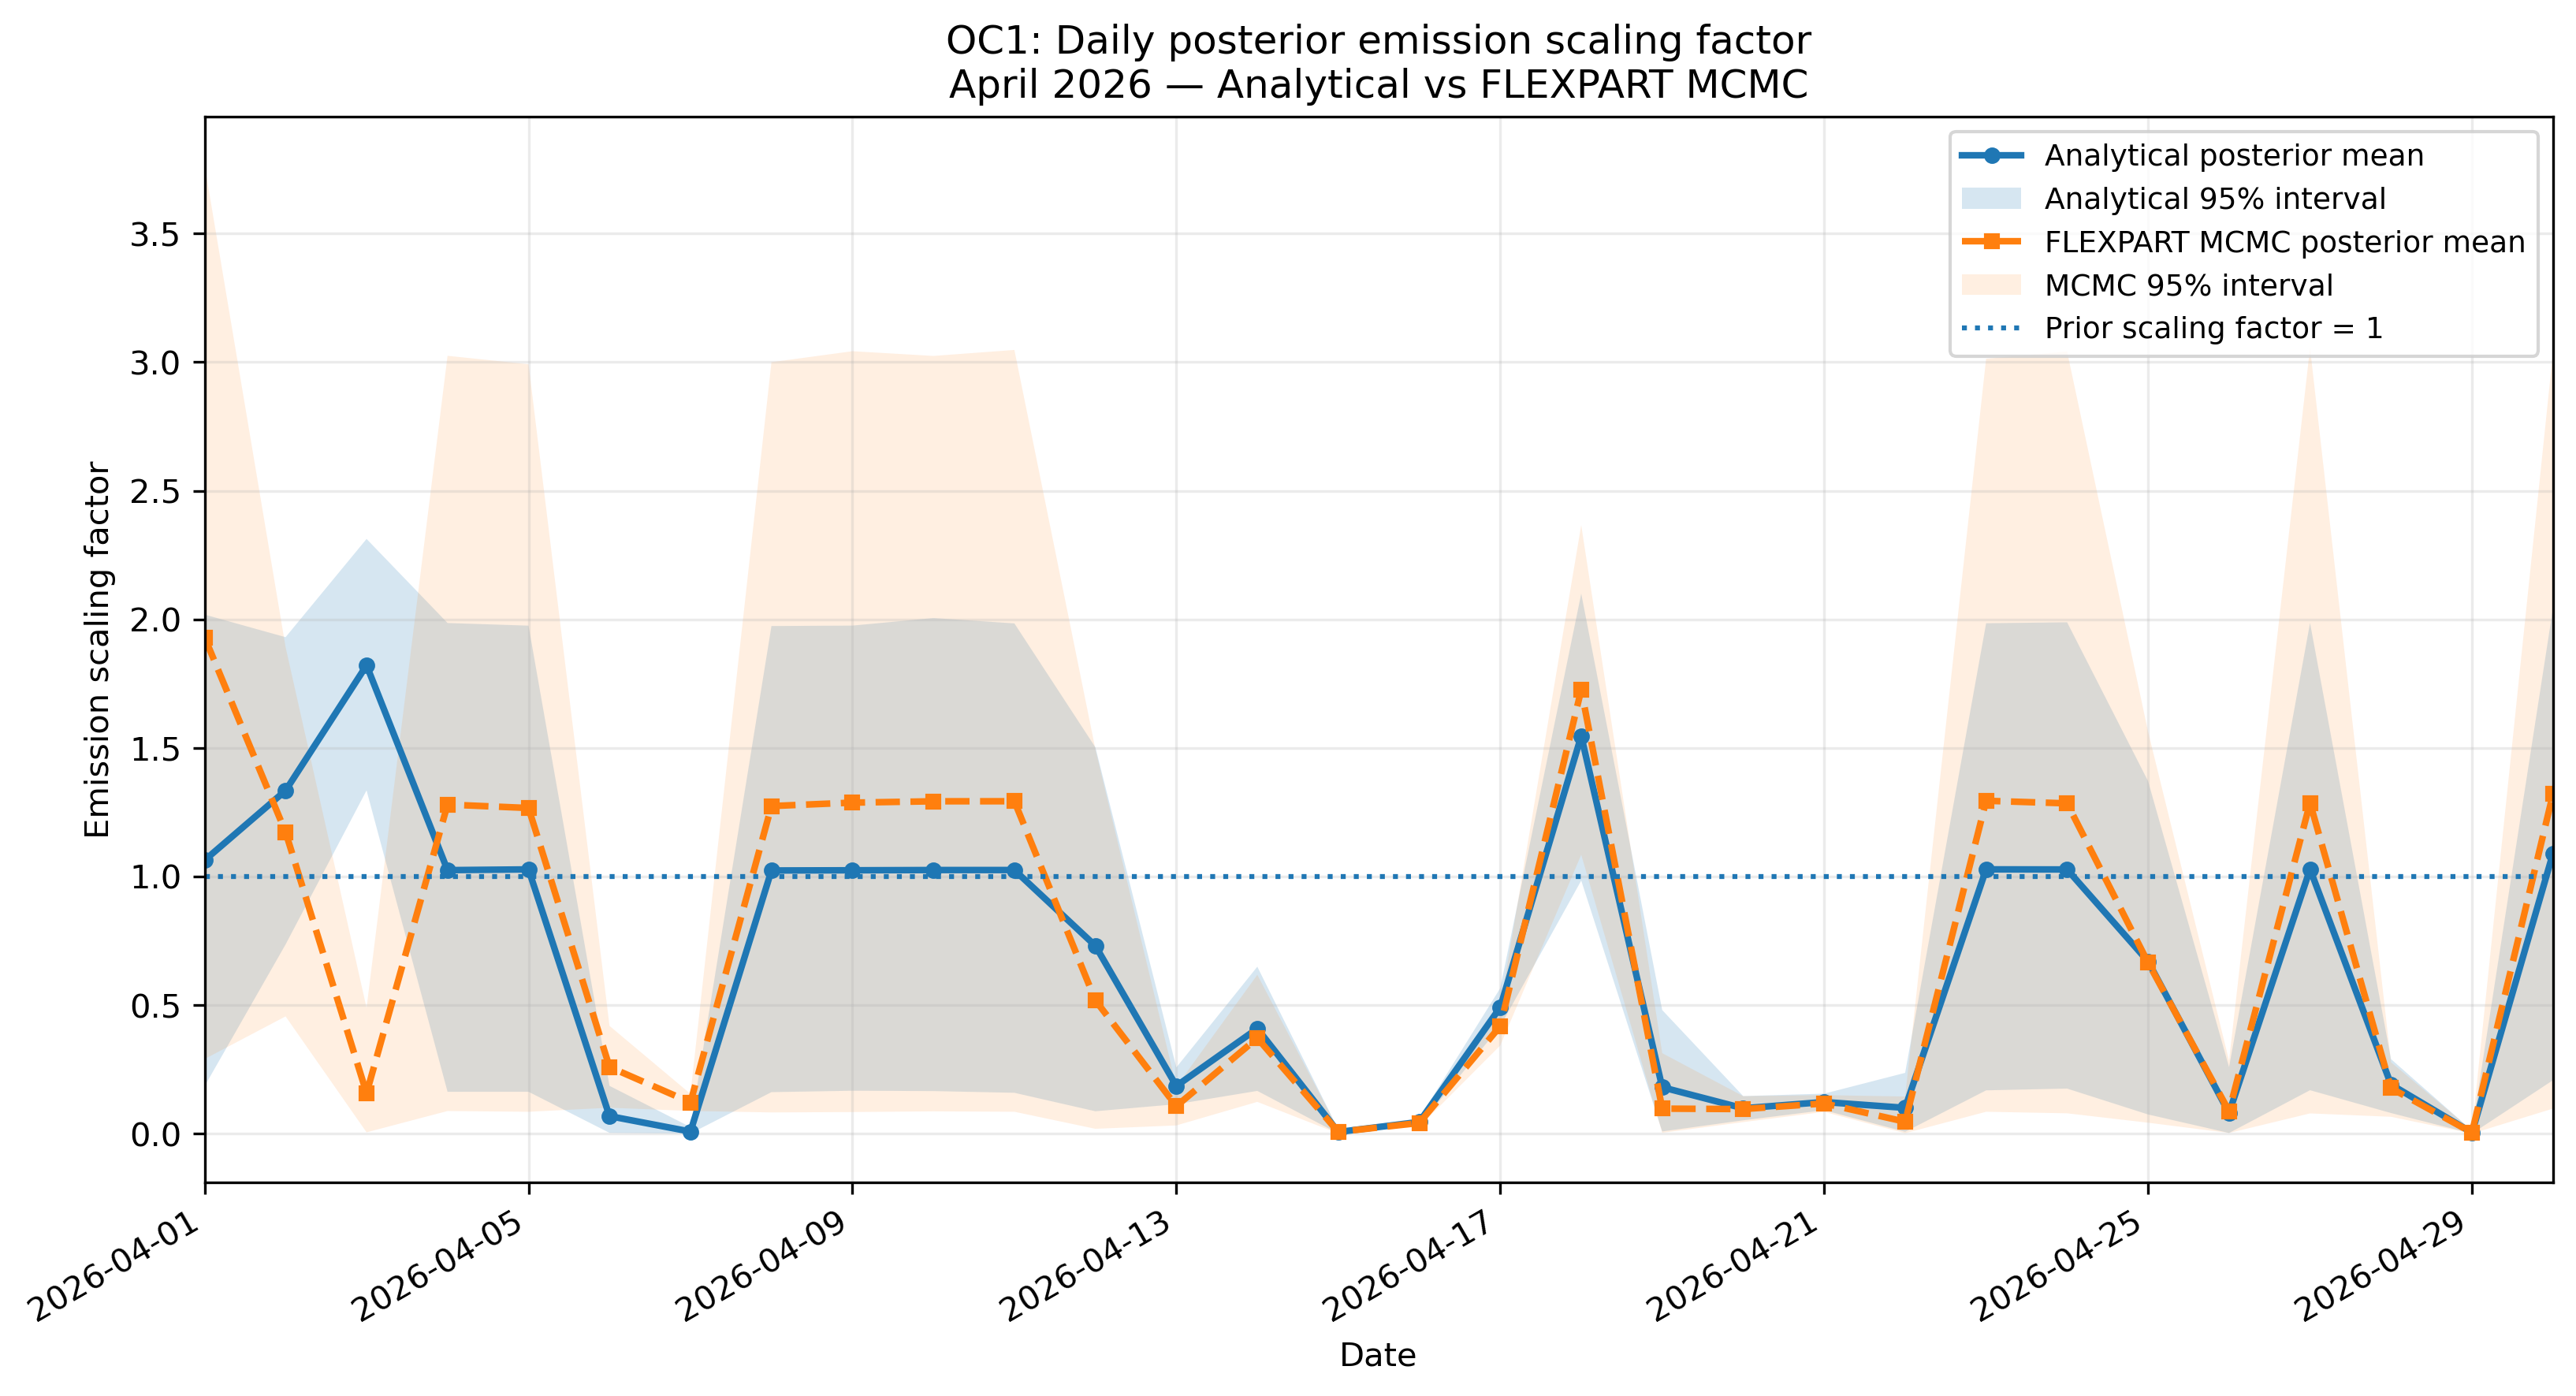 OC1: Daily posterior emission scaling factor
April 2026 — Analytical vs FLEXPART MCMC
Analytical posterior mean
Analytical 95% interval
FLEXPART MCMC posterior mean
MCMC 95% interval
Prior scaling factor = 1
Emission scaling factor
3.5
3.0
2.5
2.0
1.5
1.0
0.5
0.0
2026-04-01
2026-04-05
2026-04-09
2026-04-13
2026-04-17
2026-04-21
2026-04-25
2026-04-29
Date